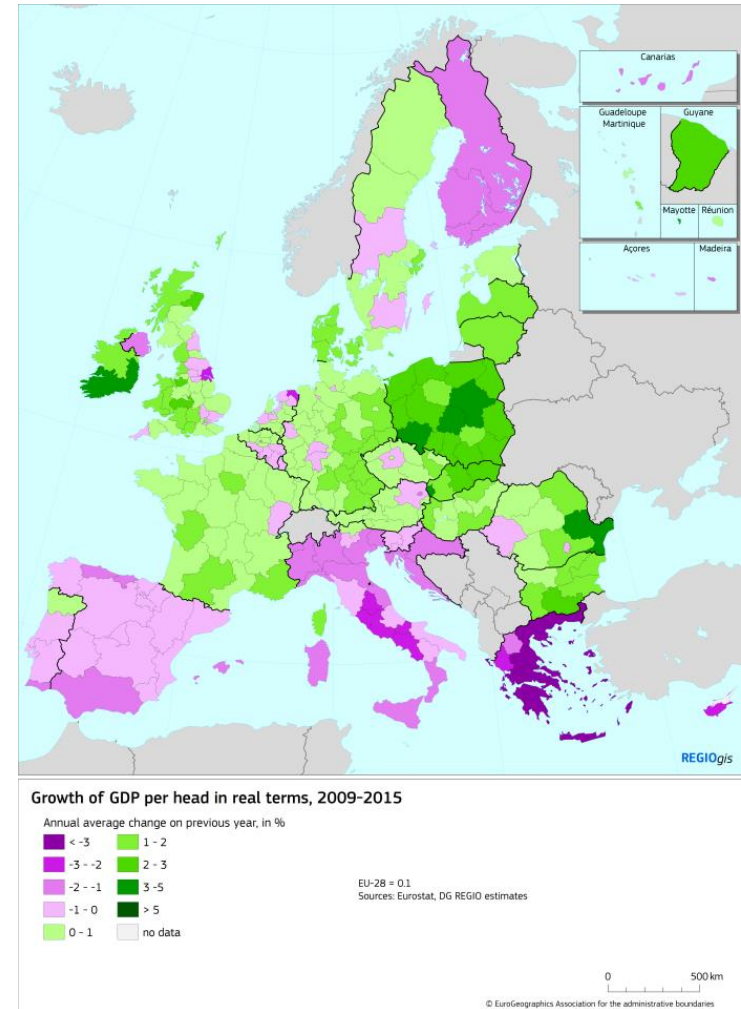 Canarias
Guadeloupe
Martinique
Guyane
Mayotte
Réunion
Açores
Madeira
REGIOgis
Growth of GDP per head in real terms, 2009-2015
Annual average change on previous year, in %
< -3
1 - 2
-3 - -2
2 - 3
-2 - -1
3 -5
-1 - 0
> 5
0 - 1
no data
EU-28 = 0.1
Sources: Eurostat, DG REGIO estimates
0
500 km
© EuroGeographics Association for the administrative boundaries